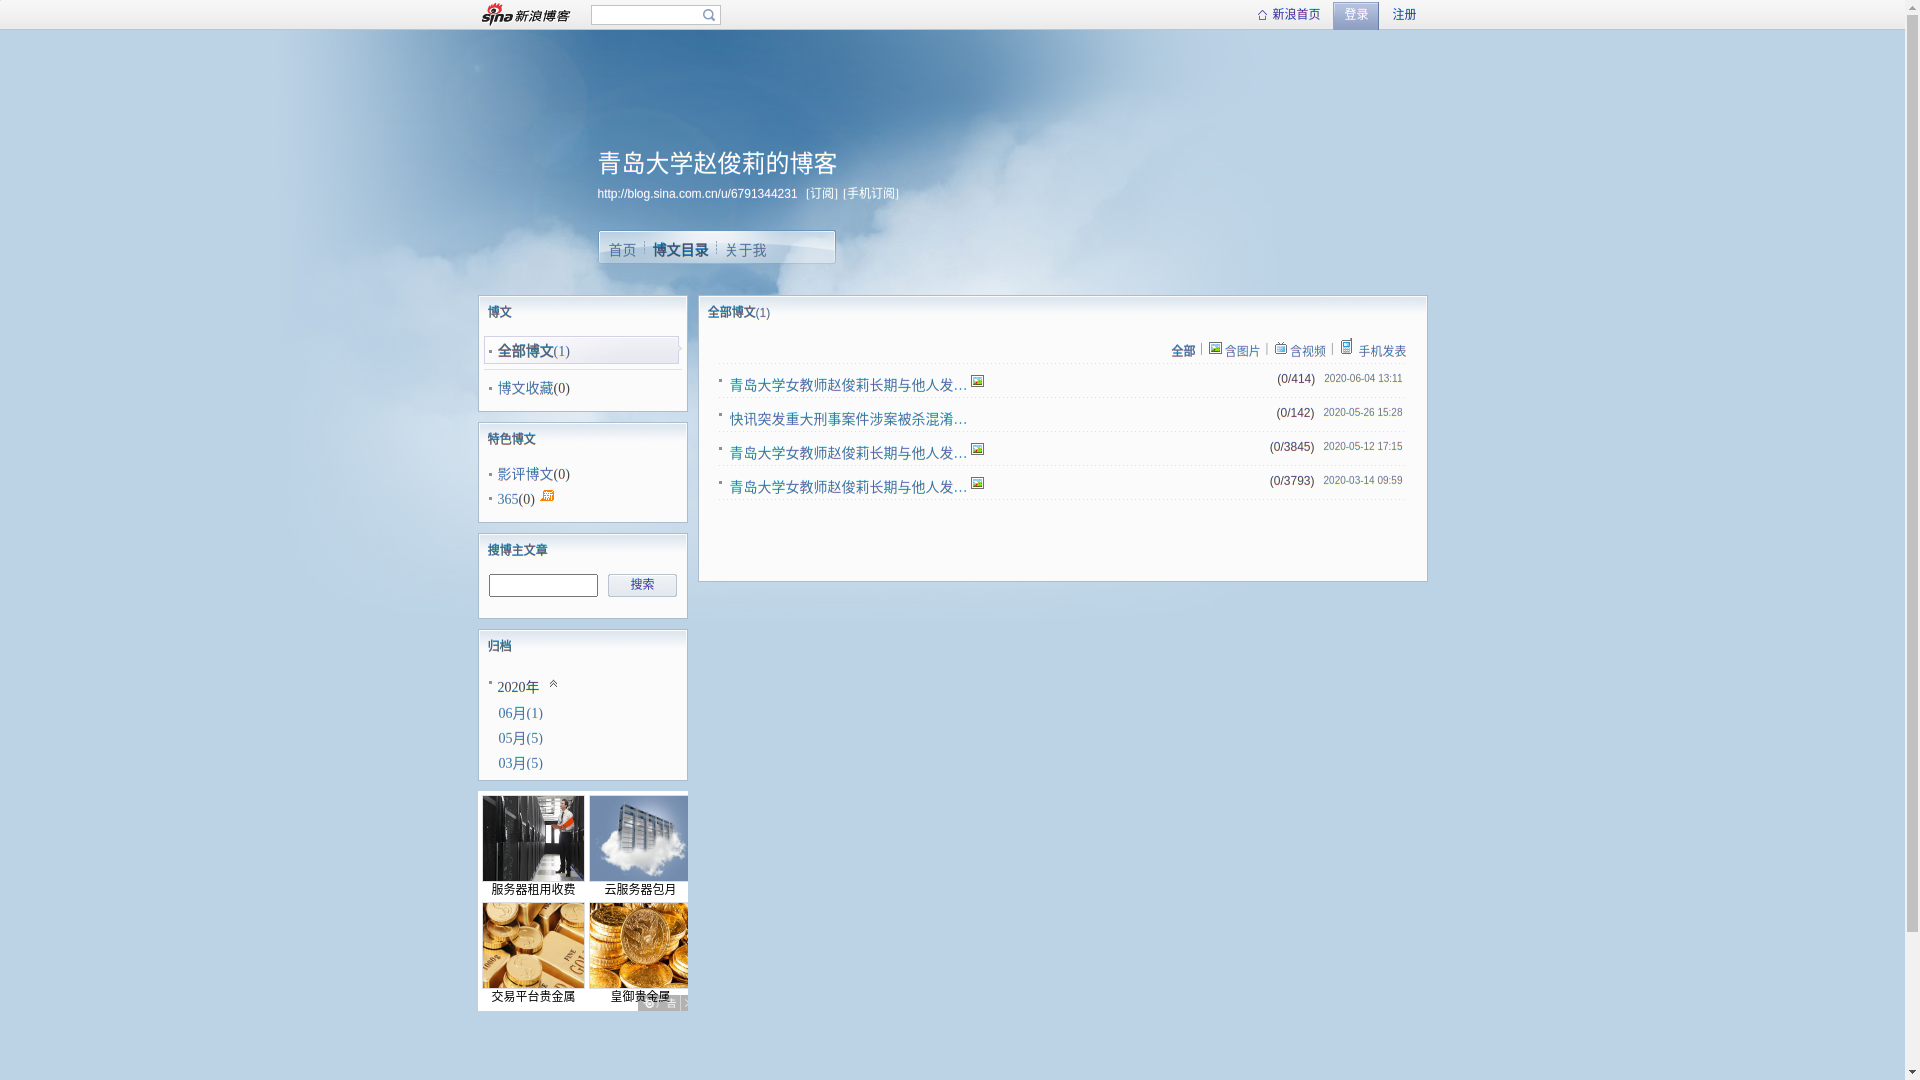 sina 新浪博客
新浪首页
登录
注册
青岛大学赵俊莉的博客
http://blog.sina.com.cn/u/6791344231 [订阅] [手机订阅]
首页
博文目录
关于我
博文
全部博文(1)
博文收藏(0)
特色博文
影评博文(0)
365(0)
搜博主文章
搜索
归档
2020年
06月(1)
05月(5)
03月(5)
服务器租用收费
云服务器包月
交易平台贵金属
皇御贵金属
全部博文(1)
全部 含图片 含视频 手机发表
青岛大学女教师赵俊莉长期与他人发… (0/414) 2020-06-04 13:11
快讯突发重大刑事案件涉案被杀混淆… (0/142) 2020-05-26 15:28
青岛大学女教师赵俊莉长期与他人发… (0/3845) 2020-05-12 17:15
青岛大学女教师赵俊莉长期与他人发… (0/3793) 2020-03-14 09:59